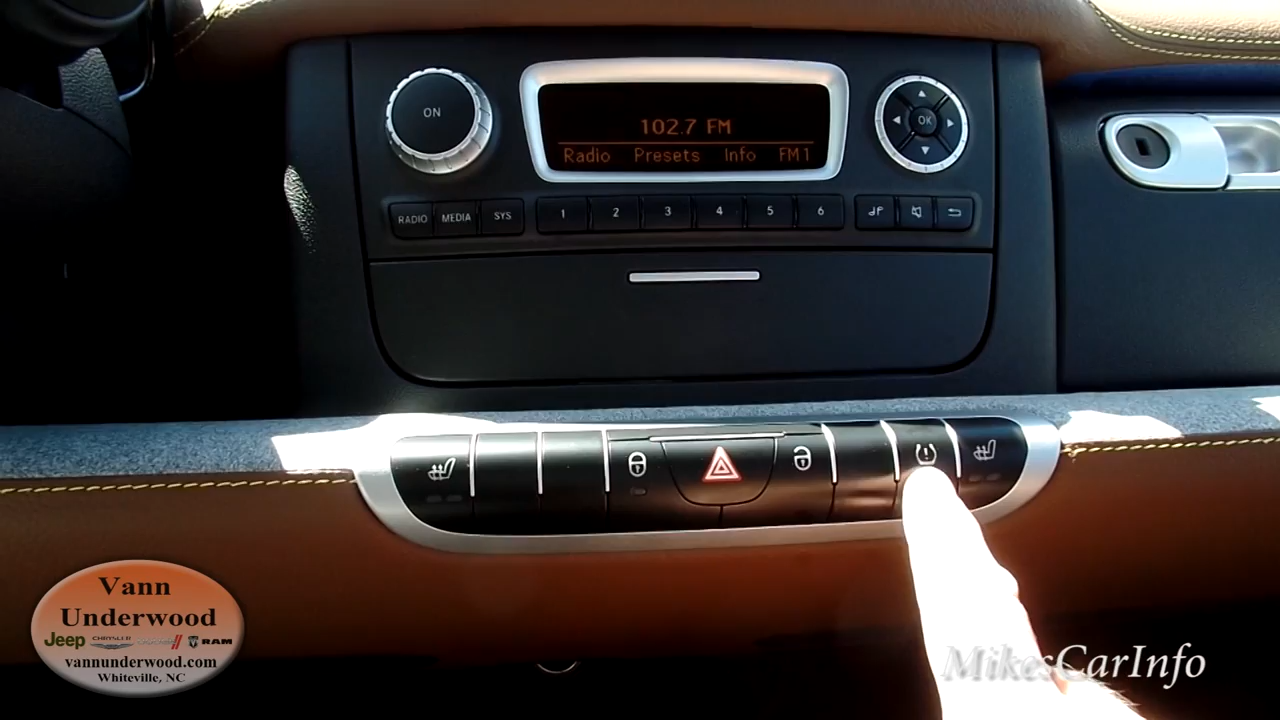 ON
102.7 FM
Radio Presets Info FM1
OK
RADIO MEDIA SYS 1 2 3 4 5 6
Vann
Underwood
Jeep CHRYSLER RAM
vannunderwood.com
Whiteville, NC
MikesCarInfo